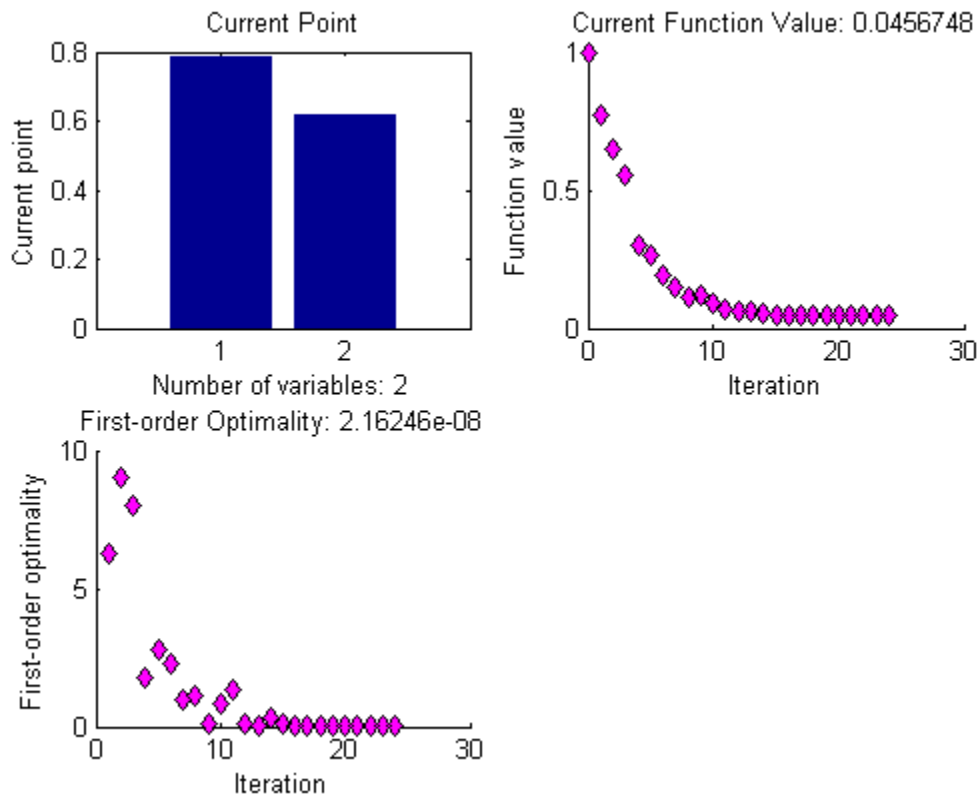 Current Point
Current point
0.8
0.6
0.4
0.2
0
1 2
Number of variables: 2
Current Function Value: 0.0456748
Function value
1
0.5
0
0 10 20 30
Iteration
First-order Optimality: 2.16246e-08
First-order optimality
10
5
0
0 10 20 30
Iteration